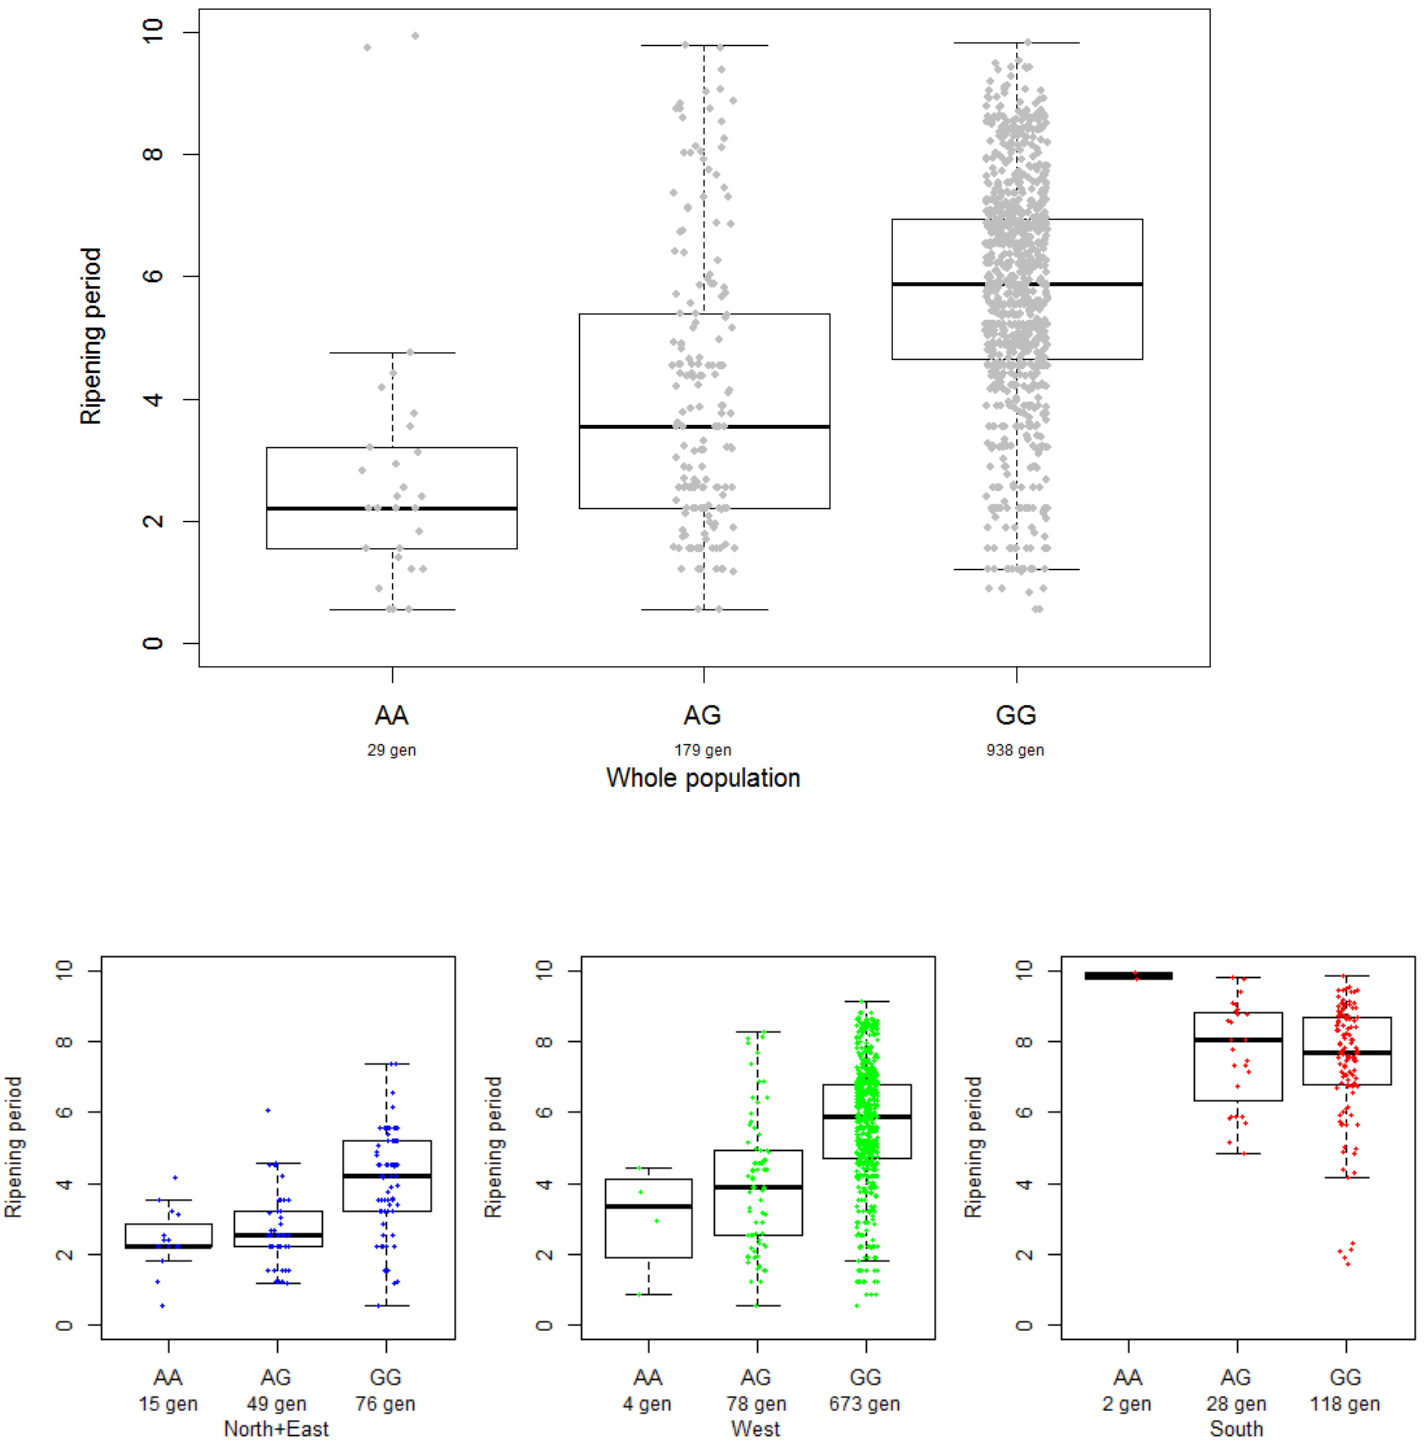 10
8
6
4
2
0
Ripening period
AA
AG
GG
29 gen
179 gen
938 gen
Whole population
10
8
6
4
2
0
Ripening period
AA
AG
GG
15 gen
49 gen
76 gen
North+East
10
8
6
4
2
0
Ripening period
AA
AG
GG
4 gen
78 gen
673 gen
West
10
8
6
4
2
0
Ripening period
AA
AG
GG
2 gen
28 gen
118 gen
South